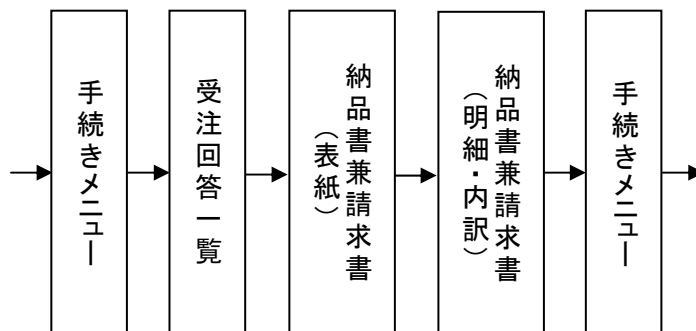 手続きメニュー
受注回答一覧
納品書兼請求書
（表紙）
納品書兼請求書
（明細・内訳）
手続きメニュー